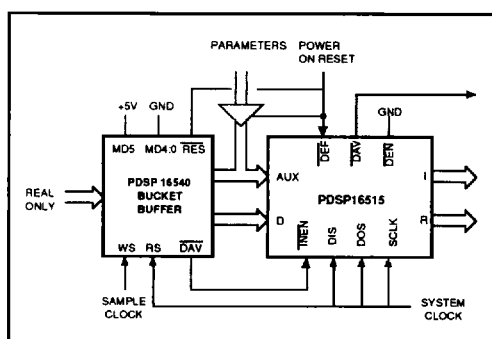 PARAMETERS
POWER
ON RESET
+5V
GND
GND
MD5
MD4:0
RES
DEF
DAV
DEN
REAL
ONLY
PDSP 16540
BUCKET
BUFFER
AUX
PDSP16515
I
D
R
WS
RS
DAV
INEN
DIS
DOS
SCLK
SAMPLE
CLOCK
SYSTEM
CLOCK